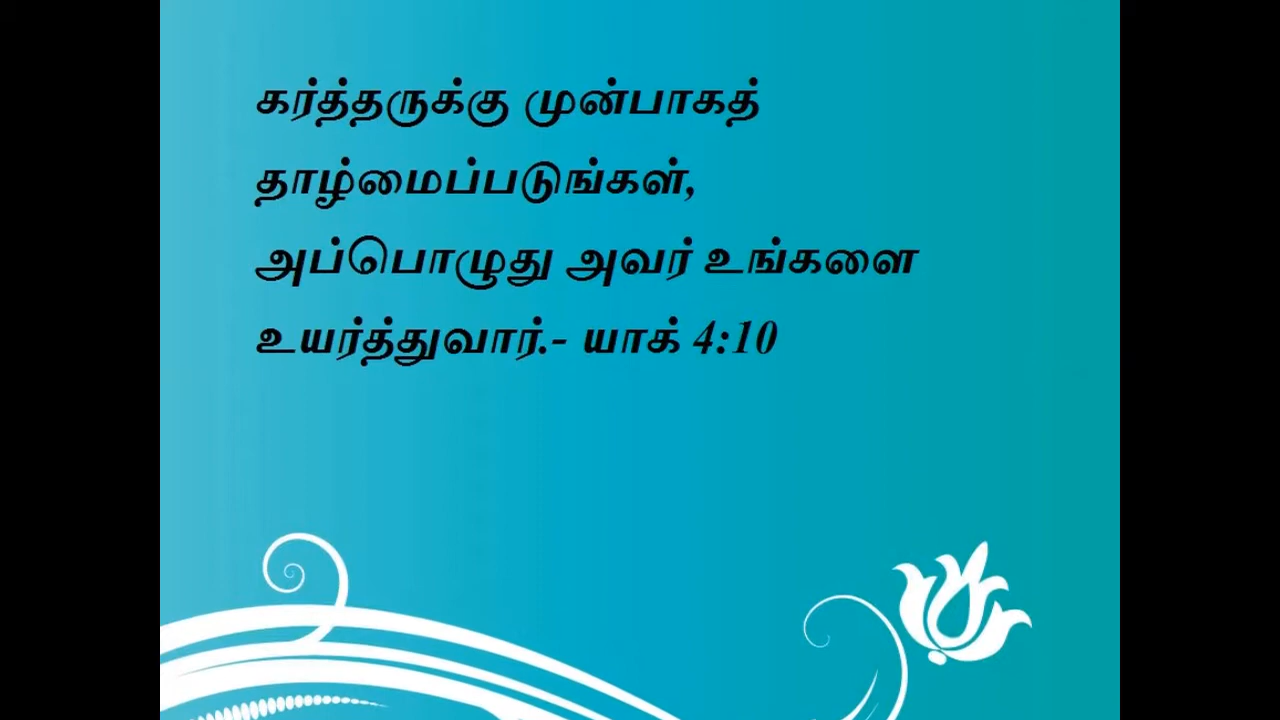 கர்த்தருக்கு முன்பாகத்
தாழ்மைப்படுங்கள்,
அப்பொழுது அவர் உங்களை
உயர்த்துவார்.- யாக் 4:10